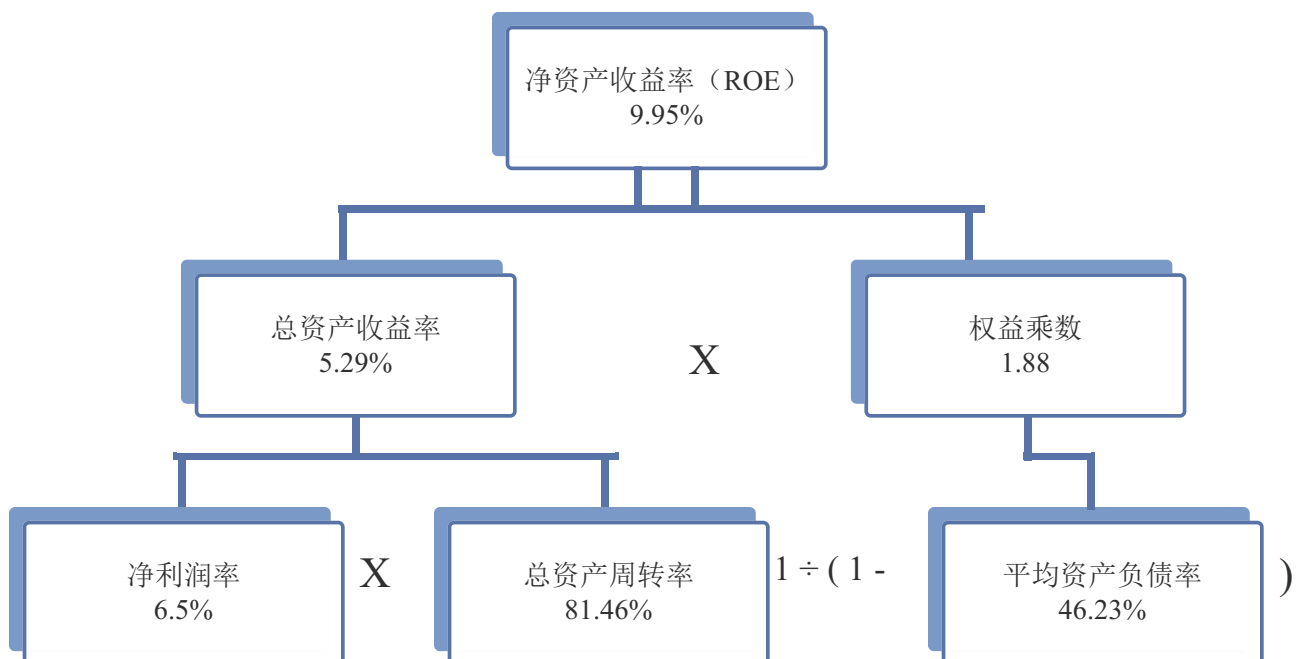 净资产收益率（ROE）
9.95%
总资产收益率
5.29%
X
权益乘数
1.88
净利润率
6.5%
X
总资产周转率
81.46%
1 ÷ ( 1 -
平均资产负债率
46.23%
)